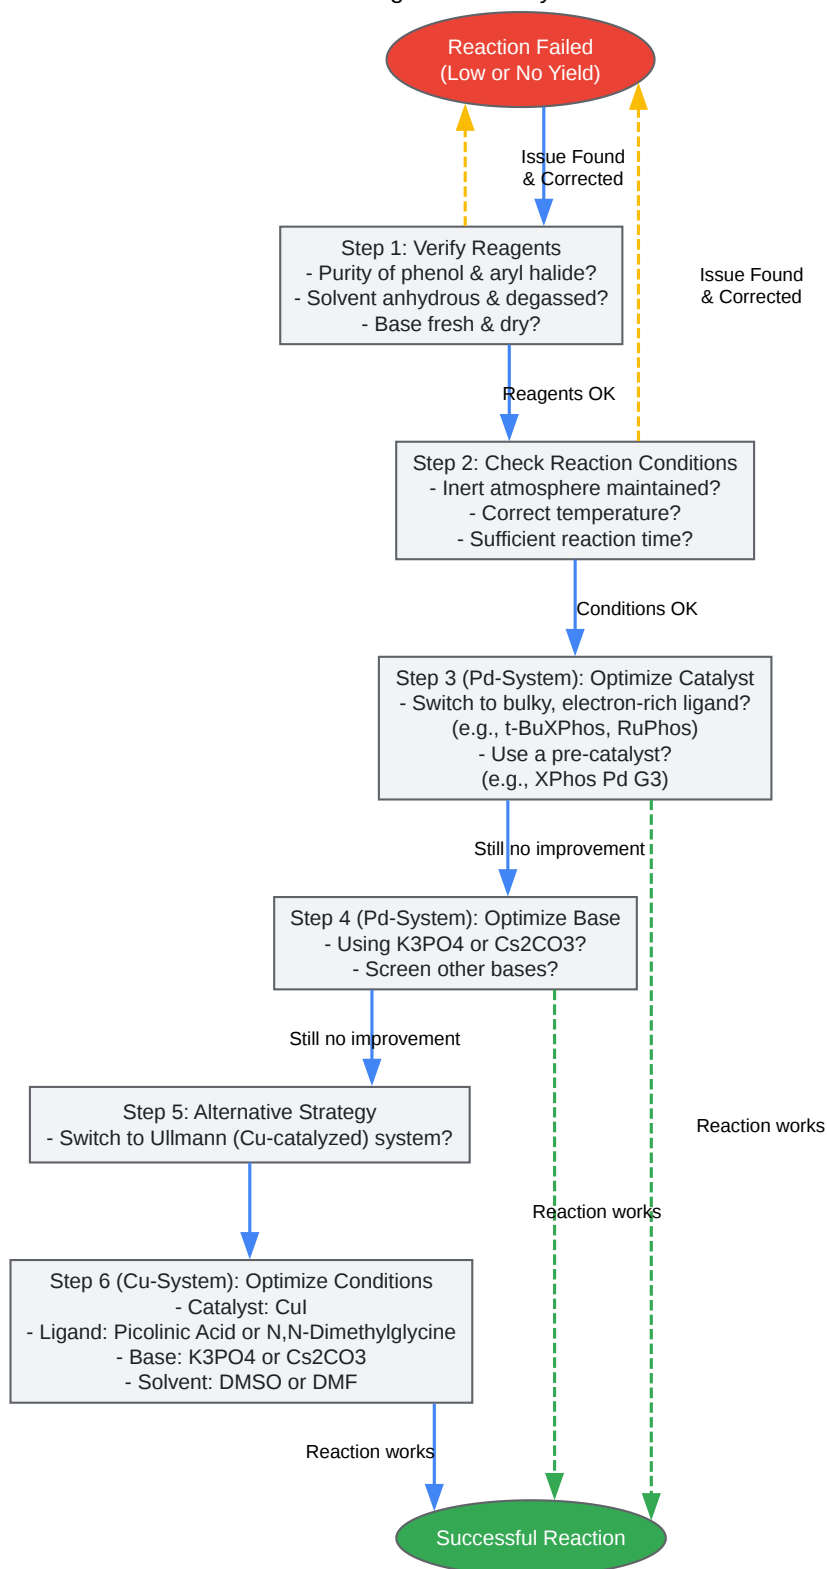 Reaction Failed
(Low or No Yield)
Issue Found
& Corrected
Step 1: Verify Reagents
- Purity of phenol & aryl halide?
- Solvent anhydrous & degassed?
- Base fresh & dry?
Issue Found
& Corrected
Reagents OK
Step 2: Check Reaction Conditions
- Inert atmosphere maintained?
- Correct temperature?
- Sufficient reaction time?
Conditions OK
Step 3 (Pd-System): Optimize Catalyst
- Switch to bulky, electron-rich ligand?
(e.g., t-BuXPhos, RuPhos)
- Use a pre-catalyst?
(e.g., XPhos Pd G3)
Still no improvement
Step 4 (Pd-System): Optimize Base
- Using K3PO4 or Cs2CO3?
- Screen other bases?
Still no improvement
Step 5: Alternative Strategy
- Switch to Ullmann (Cu-catalyzed) system?
Reaction works
Reaction works
Step 6 (Cu-System): Optimize Conditions
- Catalyst: CuI
- Ligand: Picolinic Acid or N,N-Dimethylglycine
- Base: K3PO4 or Cs2CO3
- Solvent: DMSO or DMF
Reaction works
Successful Reaction